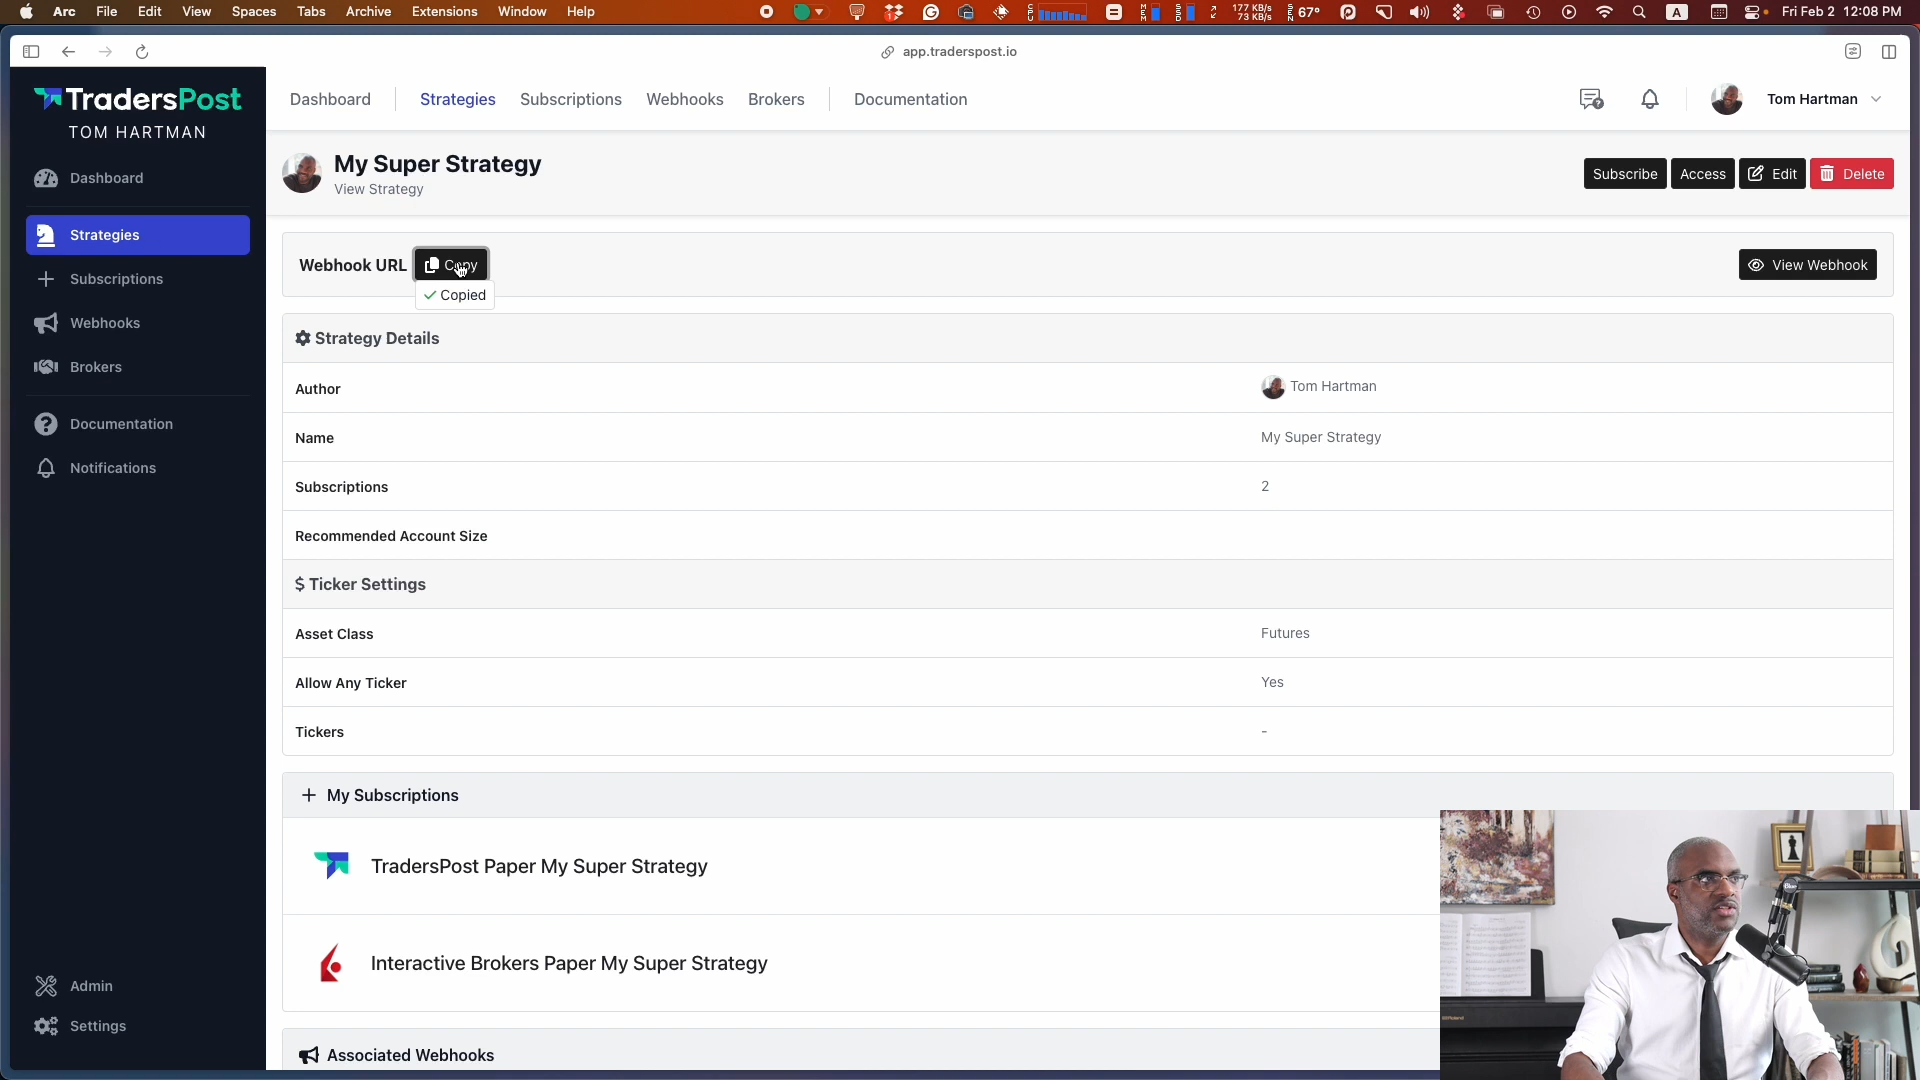 Arc File Edit View Spaces Tabs Archive Extensions Window Help 177 KB/s 73 KB/s 67° A Fri Feb 2 12:08 PM
app.traderspost.io
TradersPost
TOM HARTMAN
Dashboard
Strategies
Subscriptions
Webhooks
Brokers
Documentation
Notifications
Admin
Settings
Dashboard Strategies Subscriptions Webhooks Brokers Documentation Tom Hartman
My Super Strategy
View Strategy
Subscribe Access Edit Delete
Webhook URL Copy View Webhook
Copied
Strategy Details
Author Tom Hartman
Name My Super Strategy
Subscriptions 2
Recommended Account Size
$ Ticker Settings
Asset Class Futures
Allow Any Ticker Yes
Tickers -
My Subscriptions
TradersPost Paper My Super Strategy
Interactive Brokers Paper My Super Strategy
Associated Webhooks